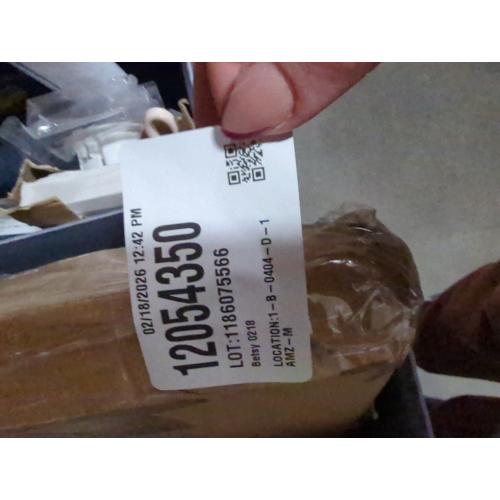 02/18/2026 12:42 PM
12054350
LOT:1186075566
Betsy 0218
LOCATION:1-B-0404-D-1
AMZ-M